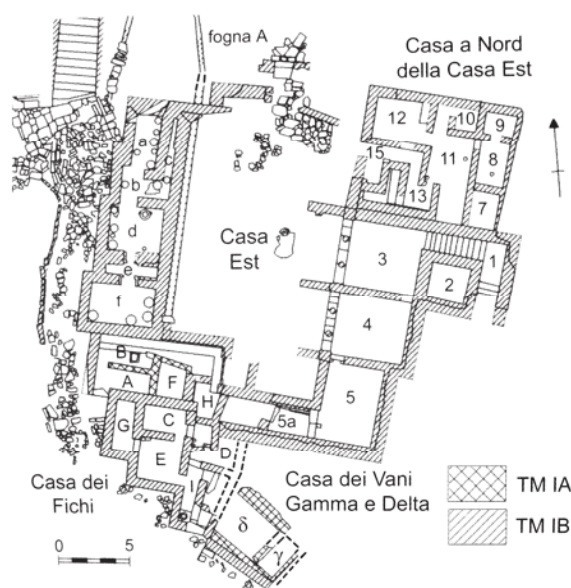 fogna A
Casa a Nord
della Casa Est
12
10
9
a
11
8
15
b
13
7
d
Casa
Est
3
1
e
2
f
4
B
A
F
H
5
G
C
5a
E
D
I
Casa dei
Fichi
Casa dei Vani
Gamma e Delta
δ
γ
TM IA
TM IB
0
5